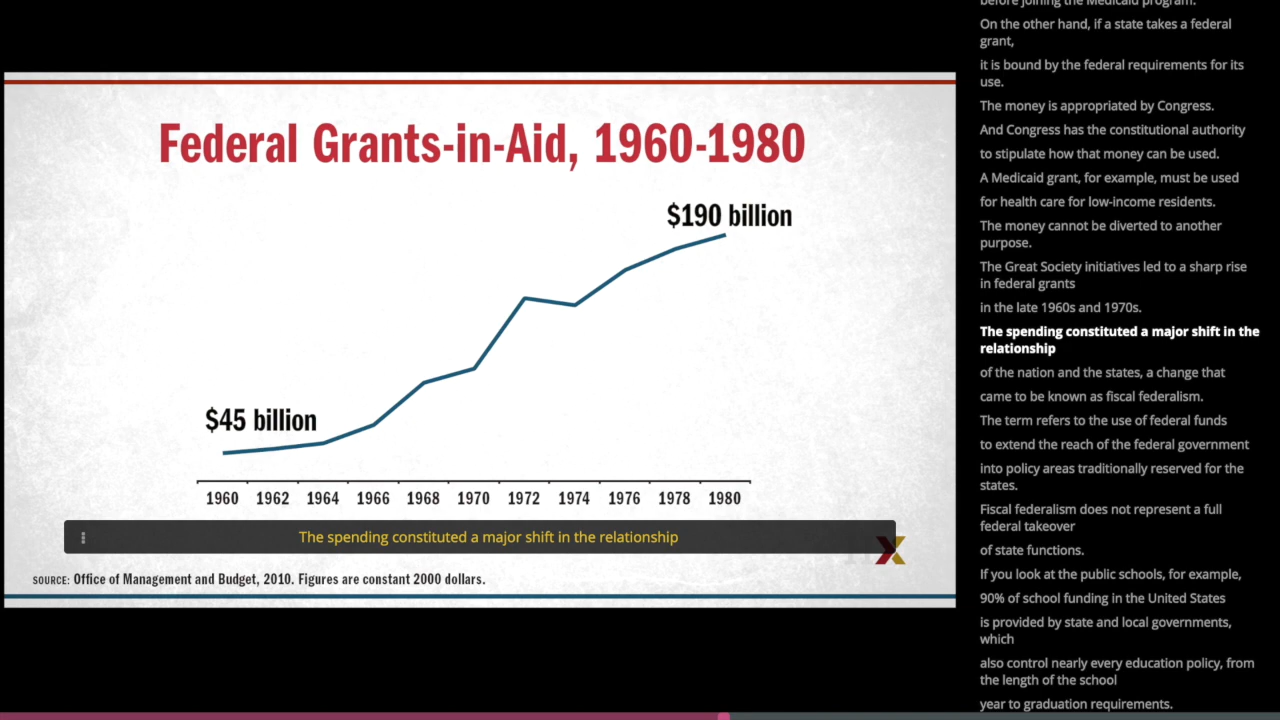 Federal Grants-in-Aid, 1960-1980
$190 billion
$45 billion
1960 1962 1964 1966 1968 1970 1972 1974 1976 1978 1980
The spending constituted a major shift in the relationship
SOURCE: Office of Management and Budget, 2010. Figures are constant 2000 dollars.
before joining the Medicaid program.
On the other hand, if a state takes a federal
grant,
it is bound by the federal requirements for its
use.
The money is appropriated by Congress.
And Congress has the constitutional authority
to stipulate how that money can be used.
A Medicaid grant, for example, must be used
for health care for low-income residents.
The money cannot be diverted to another
purpose.
The Great Society initiatives led to a sharp rise
in federal grants
in the late 1960s and 1970s.
The spending constituted a major shift in the
relationship
of the nation and the states, a change that
came to be known as fiscal federalism.
The term refers to the use of federal funds
to extend the reach of the federal government
into policy areas traditionally reserved for the
states.
Fiscal federalism does not represent a full
federal takeover
of state functions.
If you look at the public schools, for example,
90% of school funding in the United States
is provided by state and local governments,
which
also control nearly every education policy, from
the length of the school
year to graduation requirements.